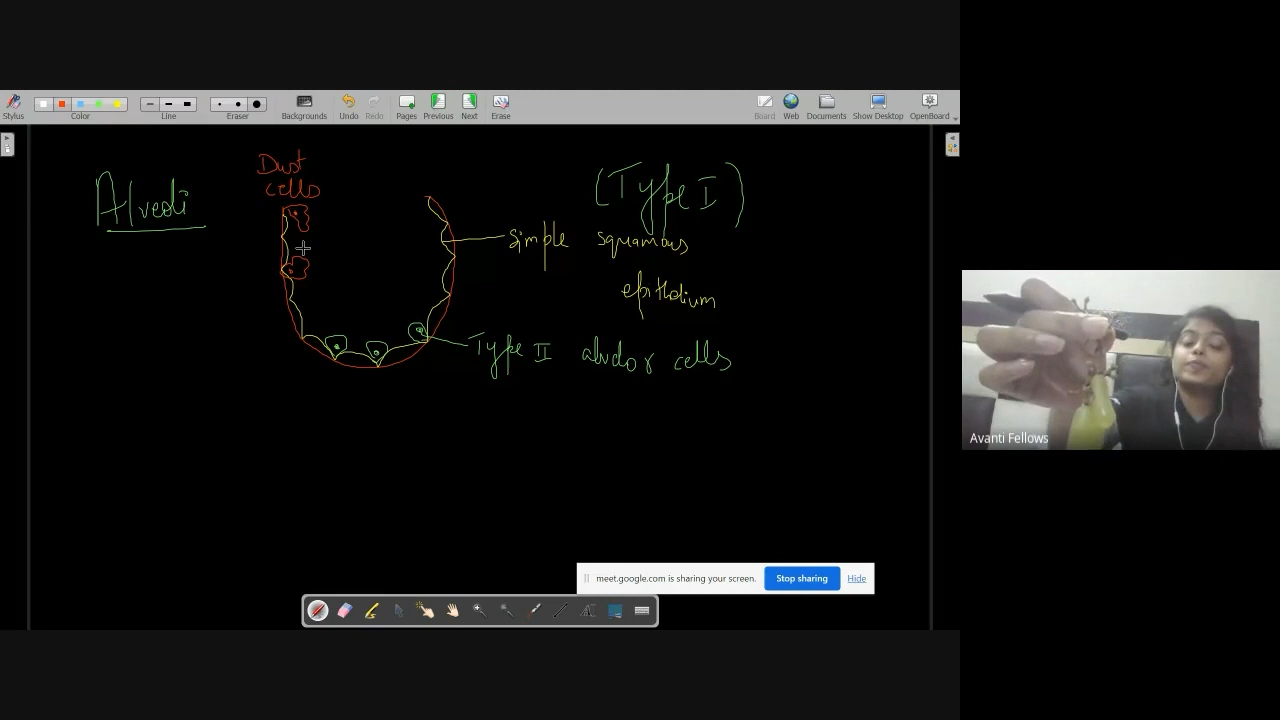 Stylus
Color
Line
Eraser
Backgrounds
Undo
Redo
Pages
Previous
Next
Erase
Board
Web
Documents
Show Desktop
OpenBoard
Alveoli
Dust
cells
(Type I)
simple squamous
epithelium
Type II alveolar cells
Avanti Fellows
meet.google.com is sharing your screen.
Stop sharing
Hide